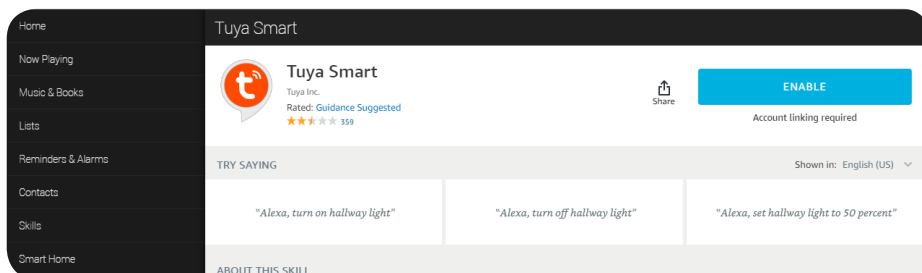 Home
Now Playing
Music & Books
Lists
Reminders & Alarms
Contacts
Skills
Smart Home
Tuya Smart
Tuya Smart
Tuya Inc.
Rated: Guidance Suggested
359
Share
ENABLE
Account linking required
TRY SAYING
Shown in: English (US)
"Alexa, turn on hallway light"
"Alexa, turn off hallway light"
"Alexa, set hallway light to 50 percent"
ABOUT THIS SKILL